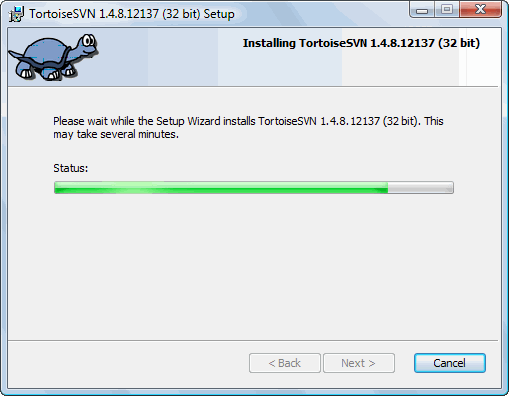 TortoiseSVN 1.4.8.12137 (32 bit) Setup
Installing TortoiseSVN 1.4.8.12137 (32 bit)
Please wait while the Setup Wizard installs TortoiseSVN 1.4.8.12137 (32 bit). This
may take several minutes.
Status:
< Back
Next >
Cancel